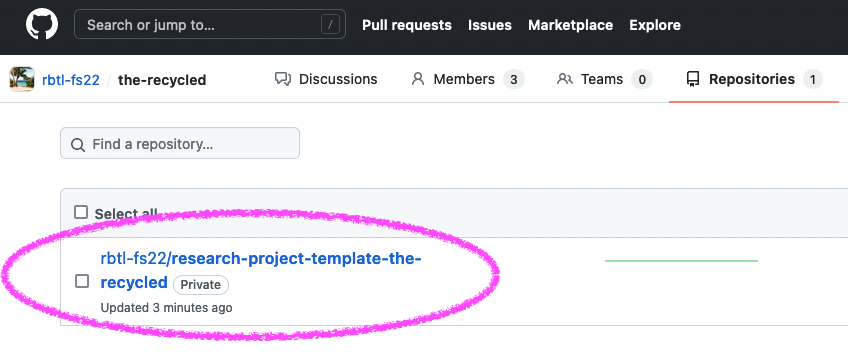 Search or jump to... /
Pull requests Issues Marketplace Explore
rbtl-fs22 / the-recycled
Discussions Members 3 Teams 0 Repositories 1
Find a repository...
Select all
rbtl-fs22/research-project-template-the-
recycled Private
Updated 3 minutes ago